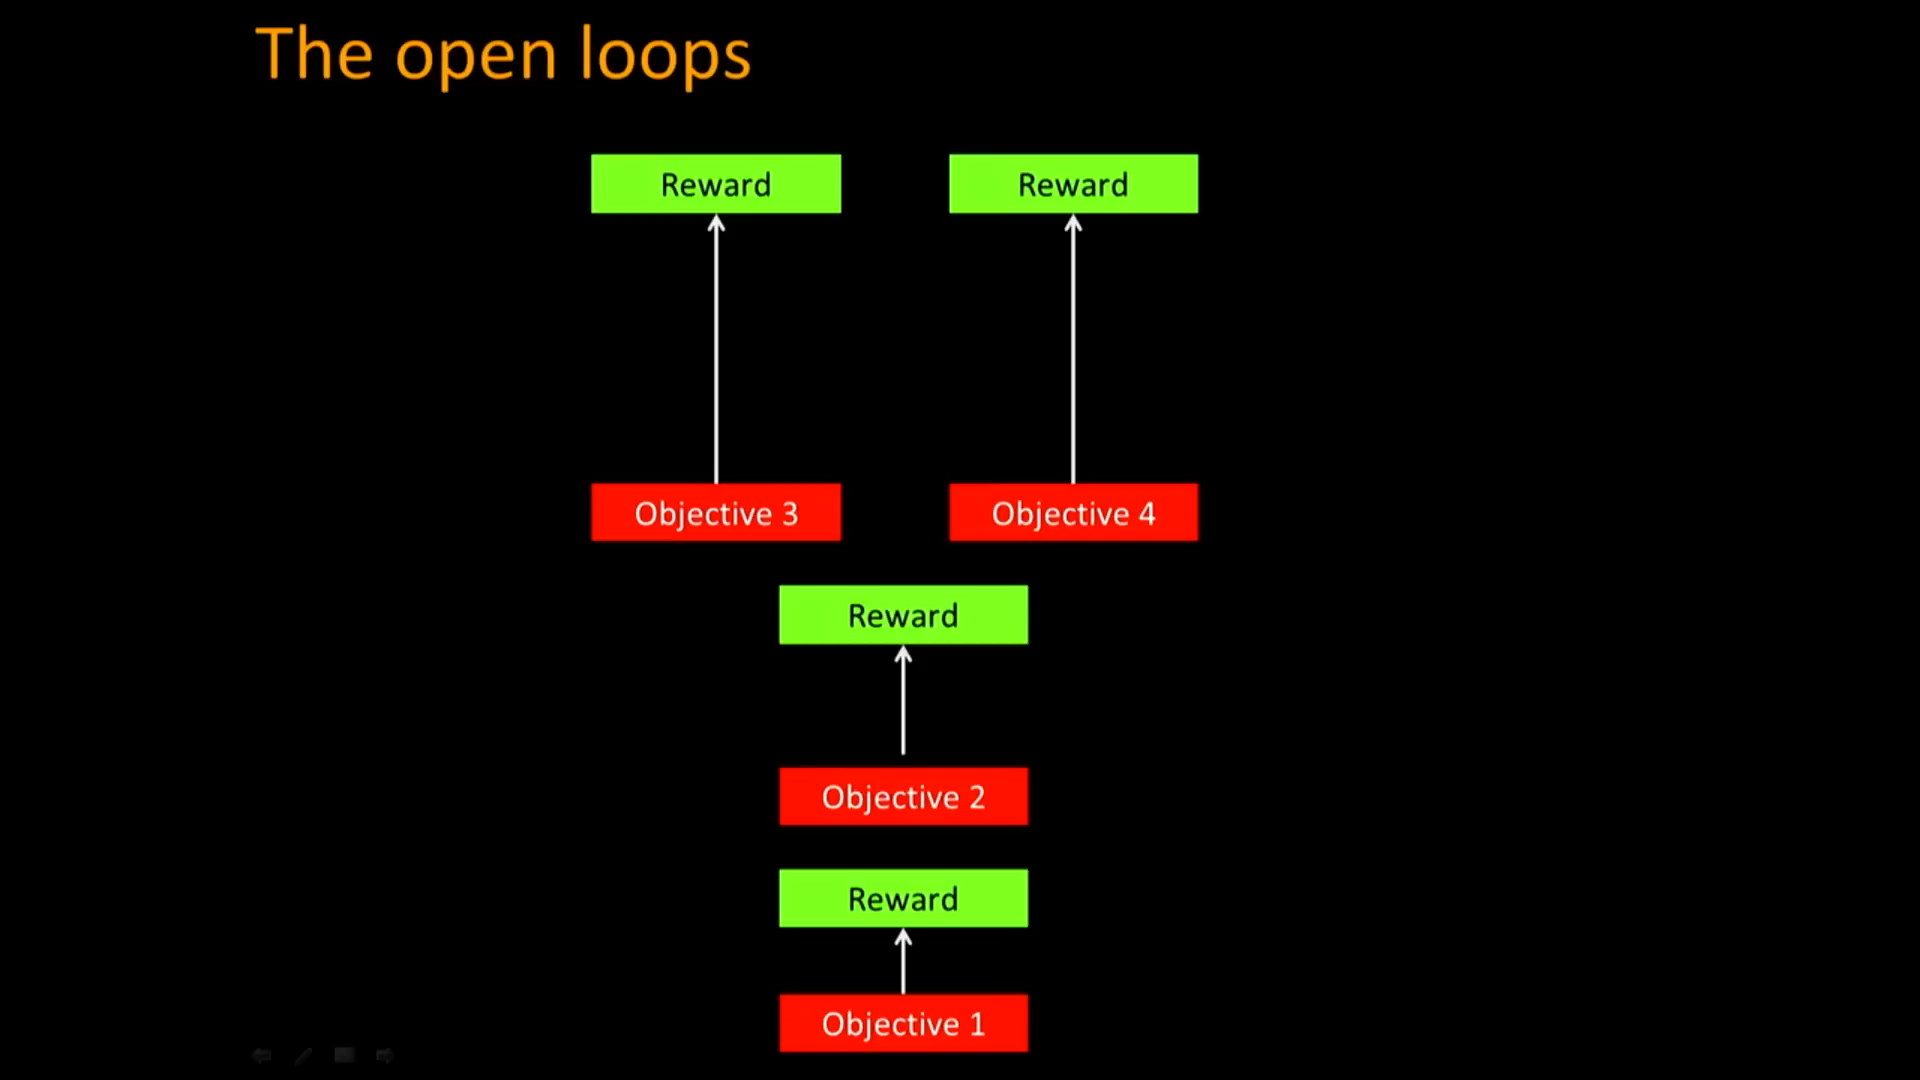 The open loops
Reward
Reward
Objective 3
Objective 4
Reward
Objective 2
Reward
Objective 1